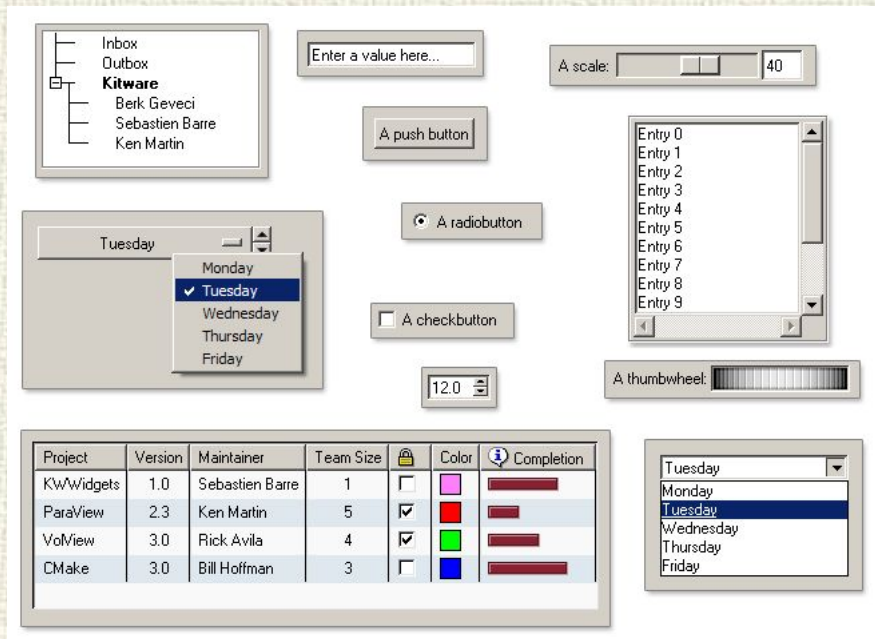 Inbox
Outbox
Kitware
Berk Geveci
Sebastien Barre
Ken Martin
Enter a value here...
A scale: 40
A push button
Entry 0
Entry 1
Entry 2
Entry 3
Entry 4
Entry 5
Entry 6
Entry 7
Entry 8
Entry 9
Tuesday
Monday
Tuesday
Wednesday
Thursday
Friday
A radiobutton
A checkbutton
12.0
A thumbwheel:
Project Version Maintainer Team Size Color Completion
KWWidgets 1.0 Sebastien Barre 1
ParaView 2.3 Ken Martin 5
VolView 3.0 Rick Avila 4
CMake 3.0 Bill Hoffman 3
Tuesday
Monday
Tuesday
Wednesday
Thursday
Friday